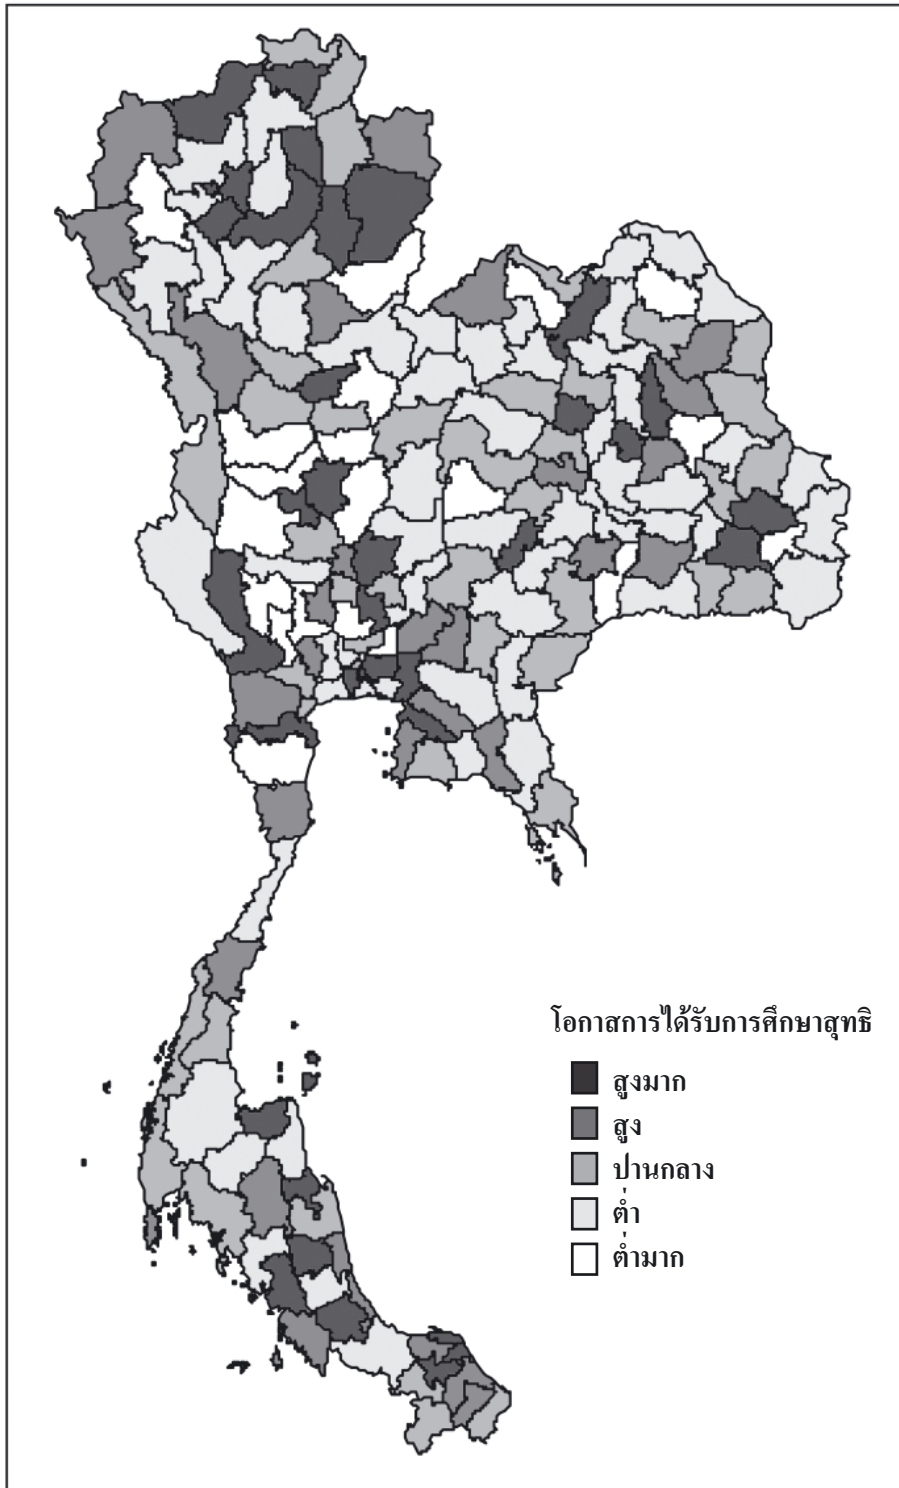 โอกาสการได้รับการศึกษาสุทธิ
สูงมาก
สูง
ปานกลาง
ต่ำ
ต่ำมาก